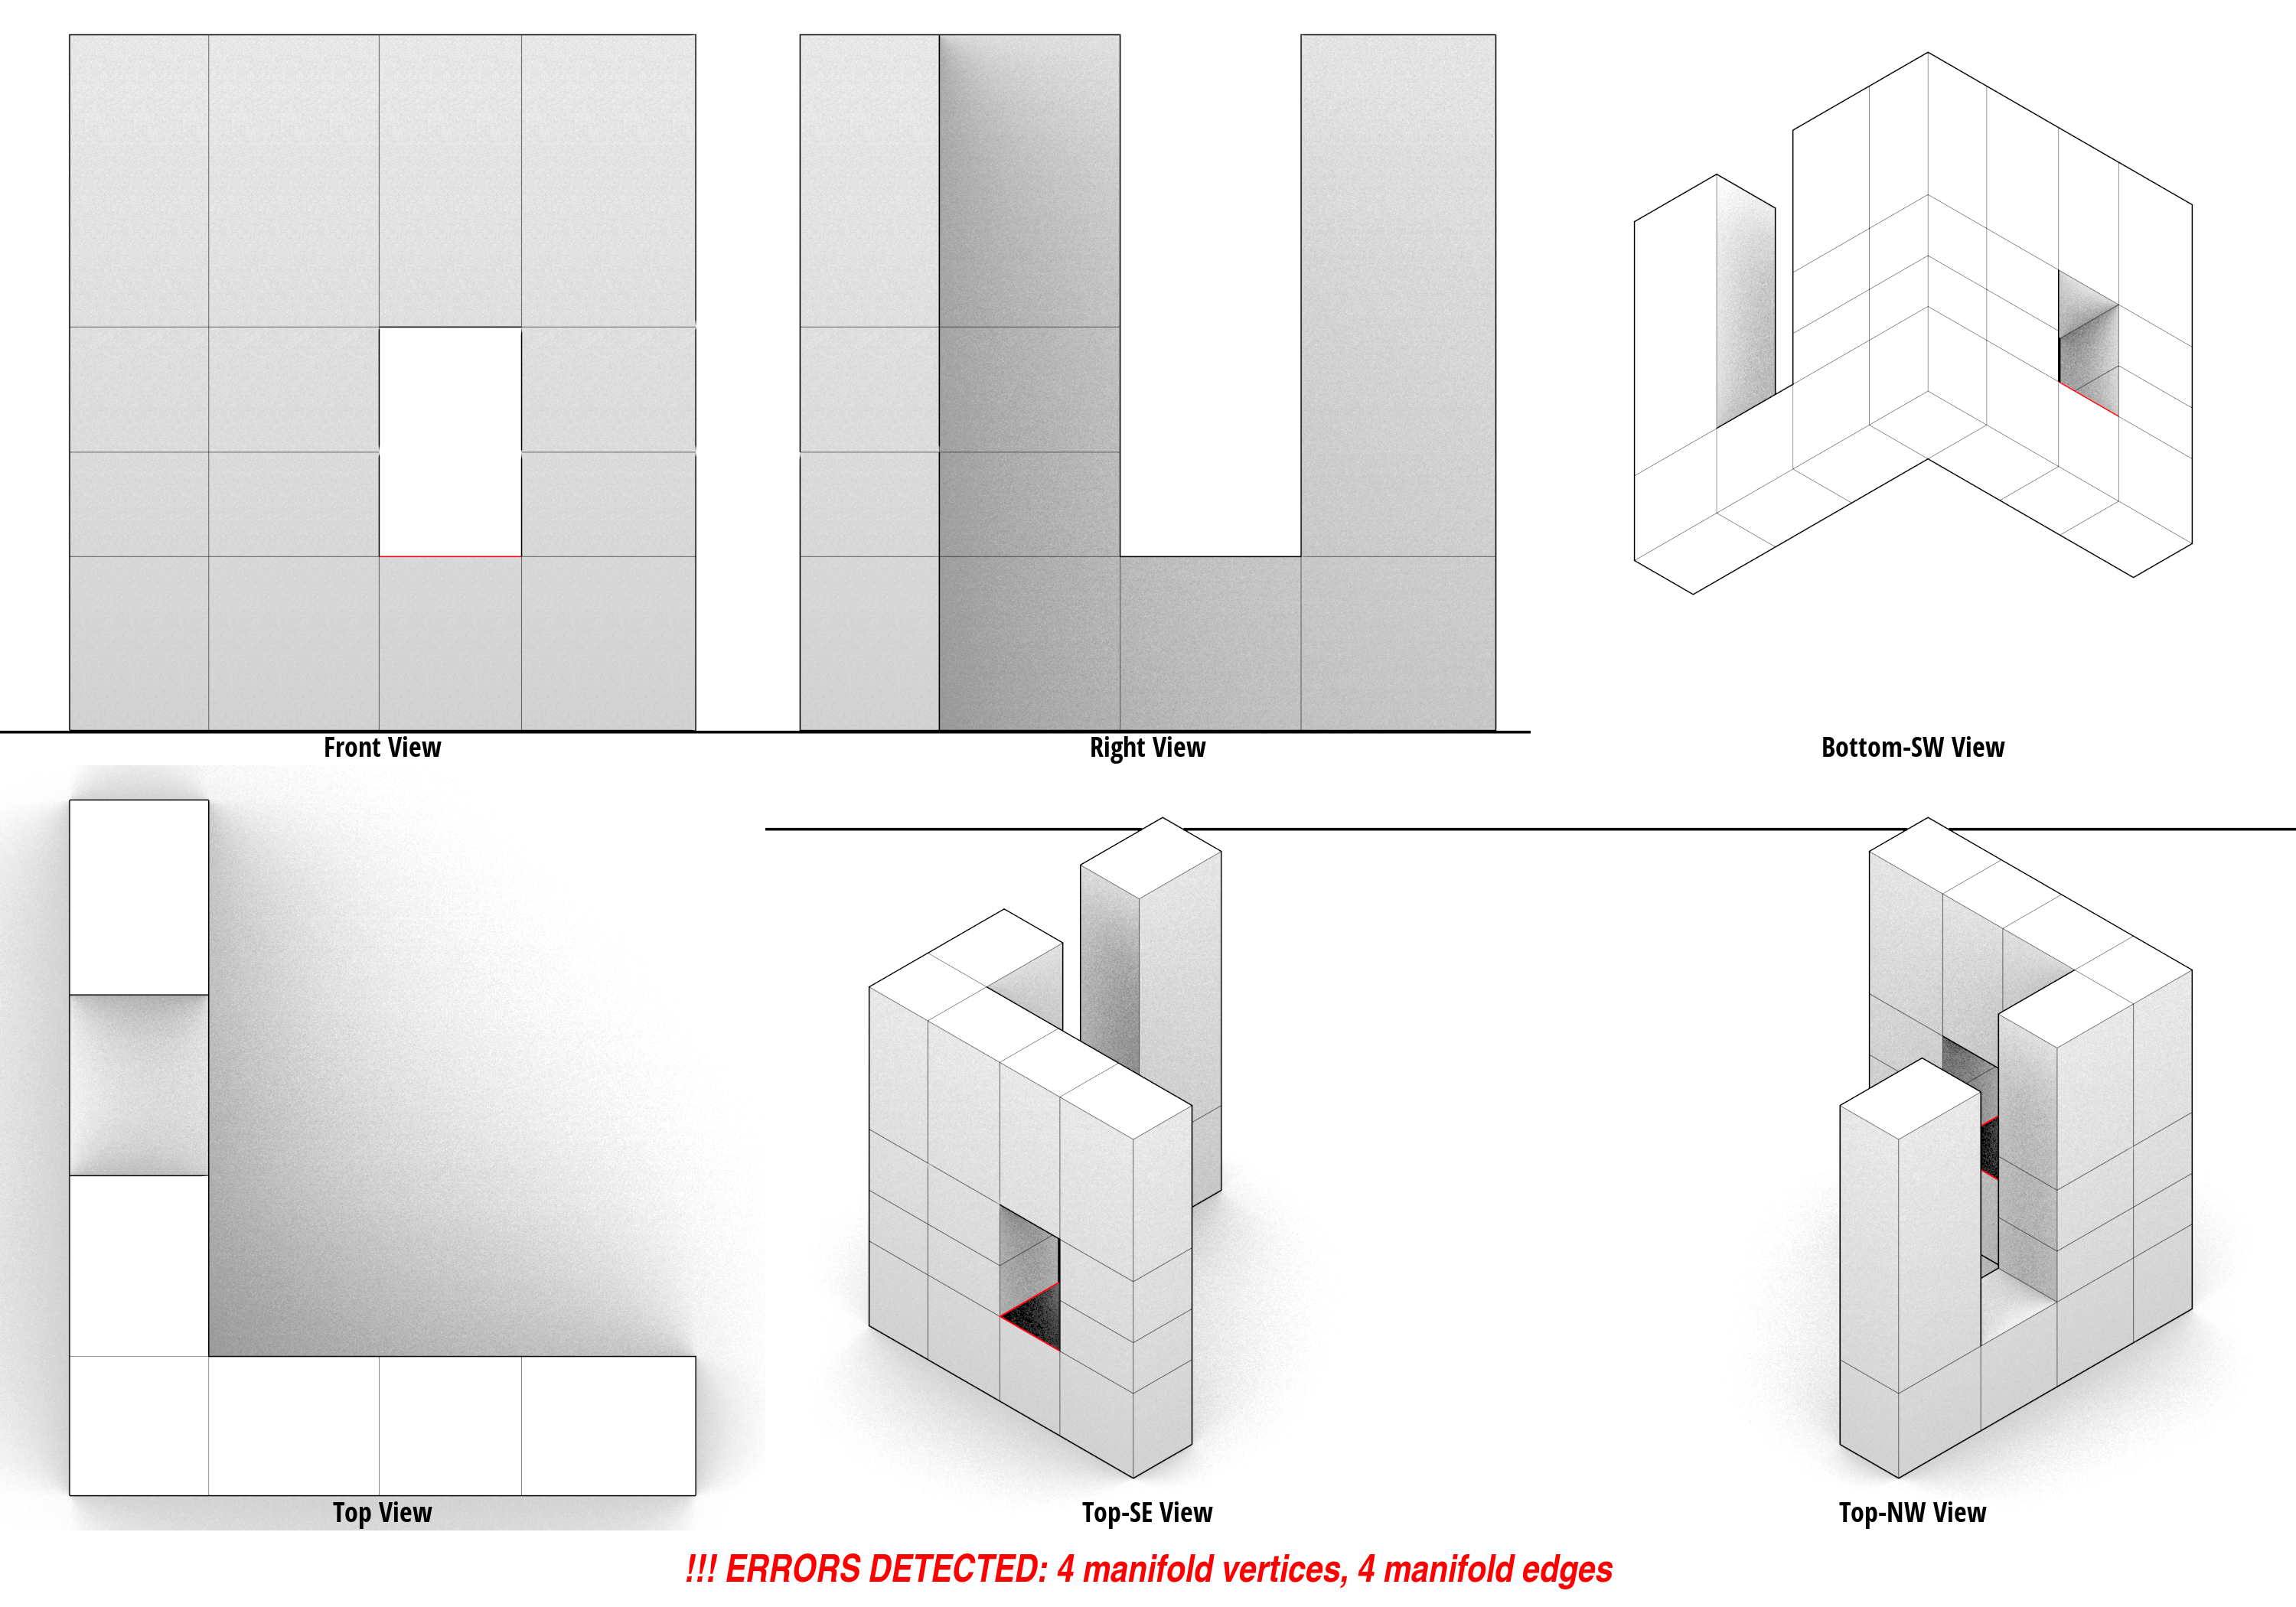 Front View
Right View
Bottom-SW View
Top View
Top-SE View
Top-NW View
!!! ERRORS DETECTED: 4 manifold vertices, 4 manifold edges